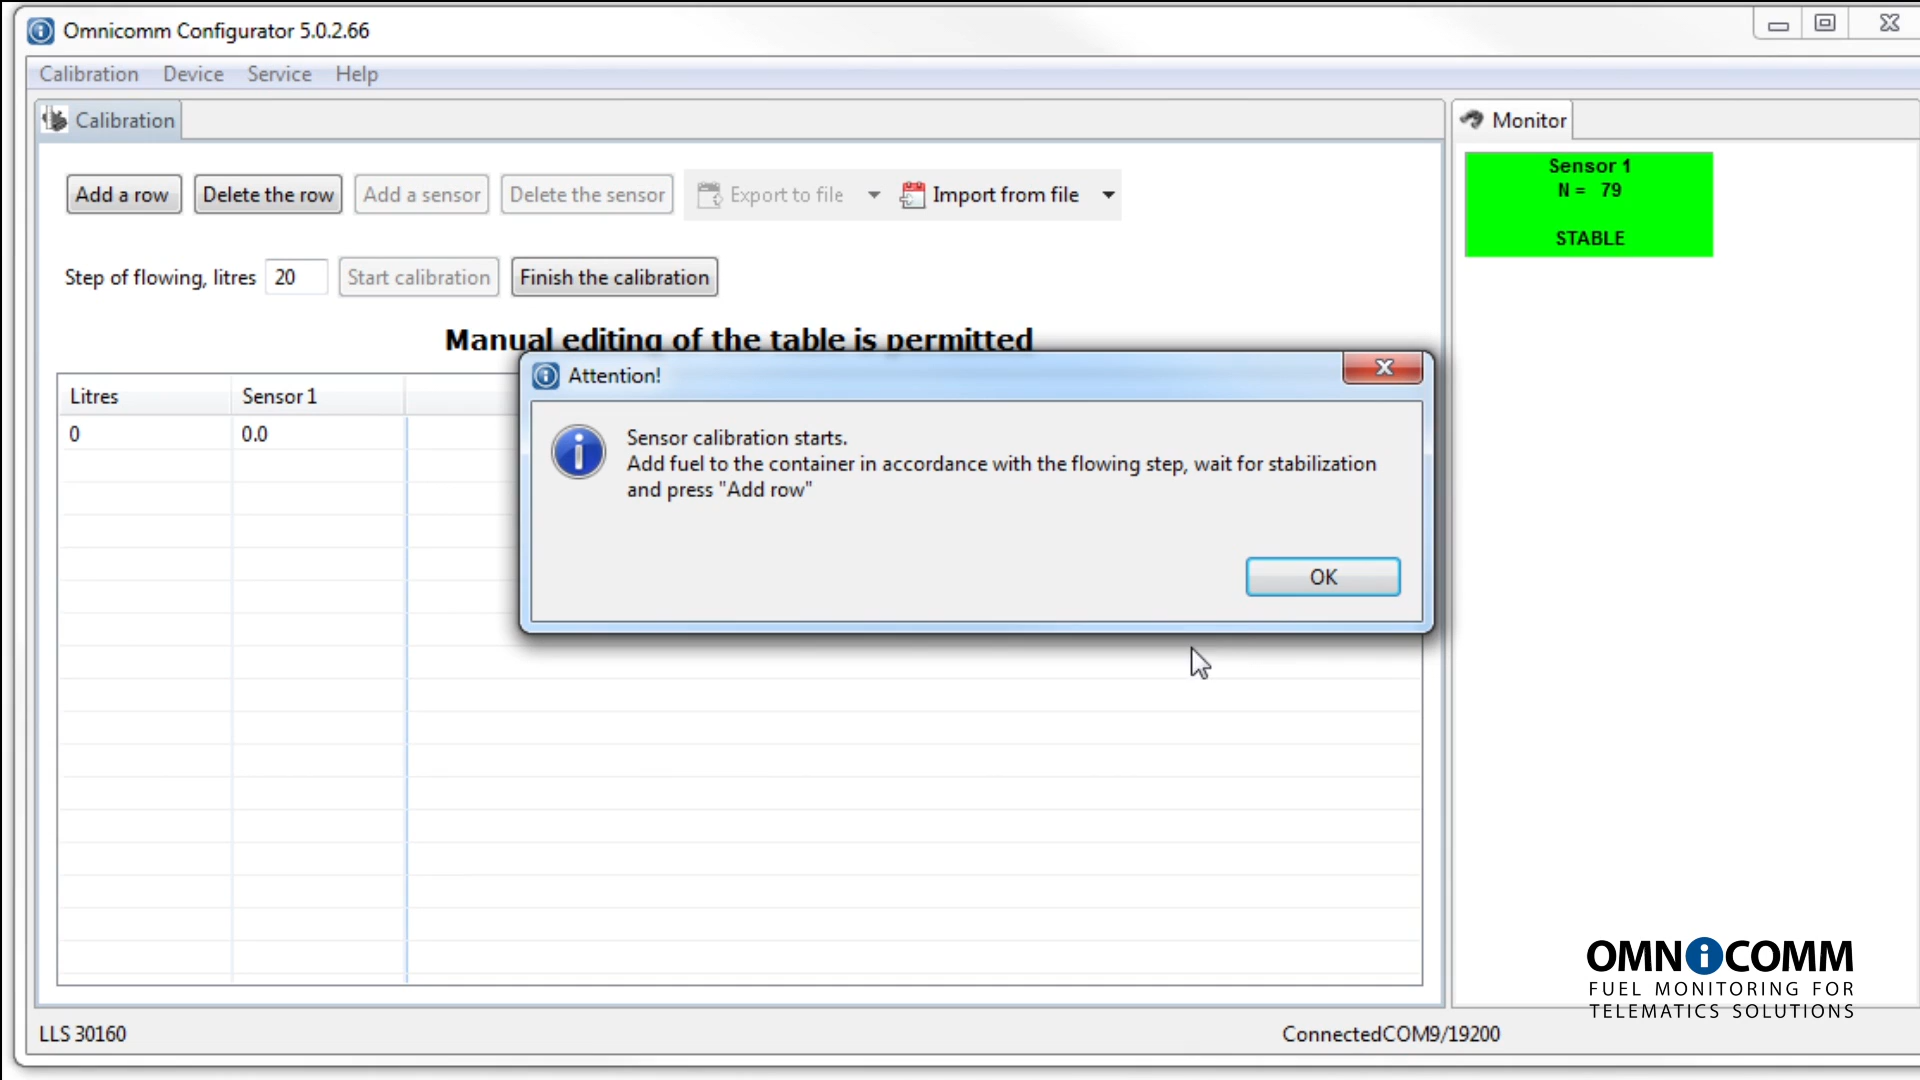 Omnicomm Configurator 5.0.2.66
Calibration Device Service Help
Calibration
Monitor
Add a row Delete the row Add a sensor Delete the sensor Export to file Import from file
Sensor 1
N = 79
STABLE
Step of flowing, litres 20 Start calibration Finish the calibration
Manual editing of the table is permitted
Litres Sensor 1
0 0.0
Attention!
Sensor calibration starts.
Add fuel to the container in accordance with the flowing step, wait for stabilization
and press "Add row"
OK
OMNiCOMM
FUEL MONITORING FOR
TELEMATICS SOLUTIONS
LLS 30160 ConnectedCOM9/19200